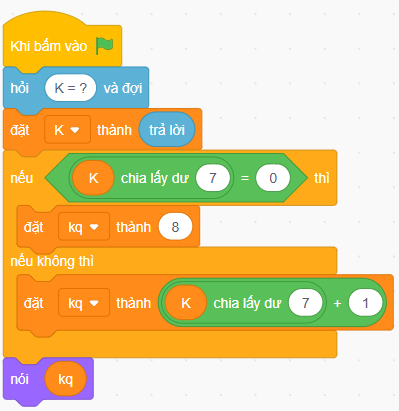 Khi bấm vào
hỏi K = ? và đợi
đặt K thành trả lời
nếu K chia lấy dư 7 = 0 thì
đặt kq thành 8
nếu không thì
đặt kq thành K chia lấy dư 7 + 1
nói kq